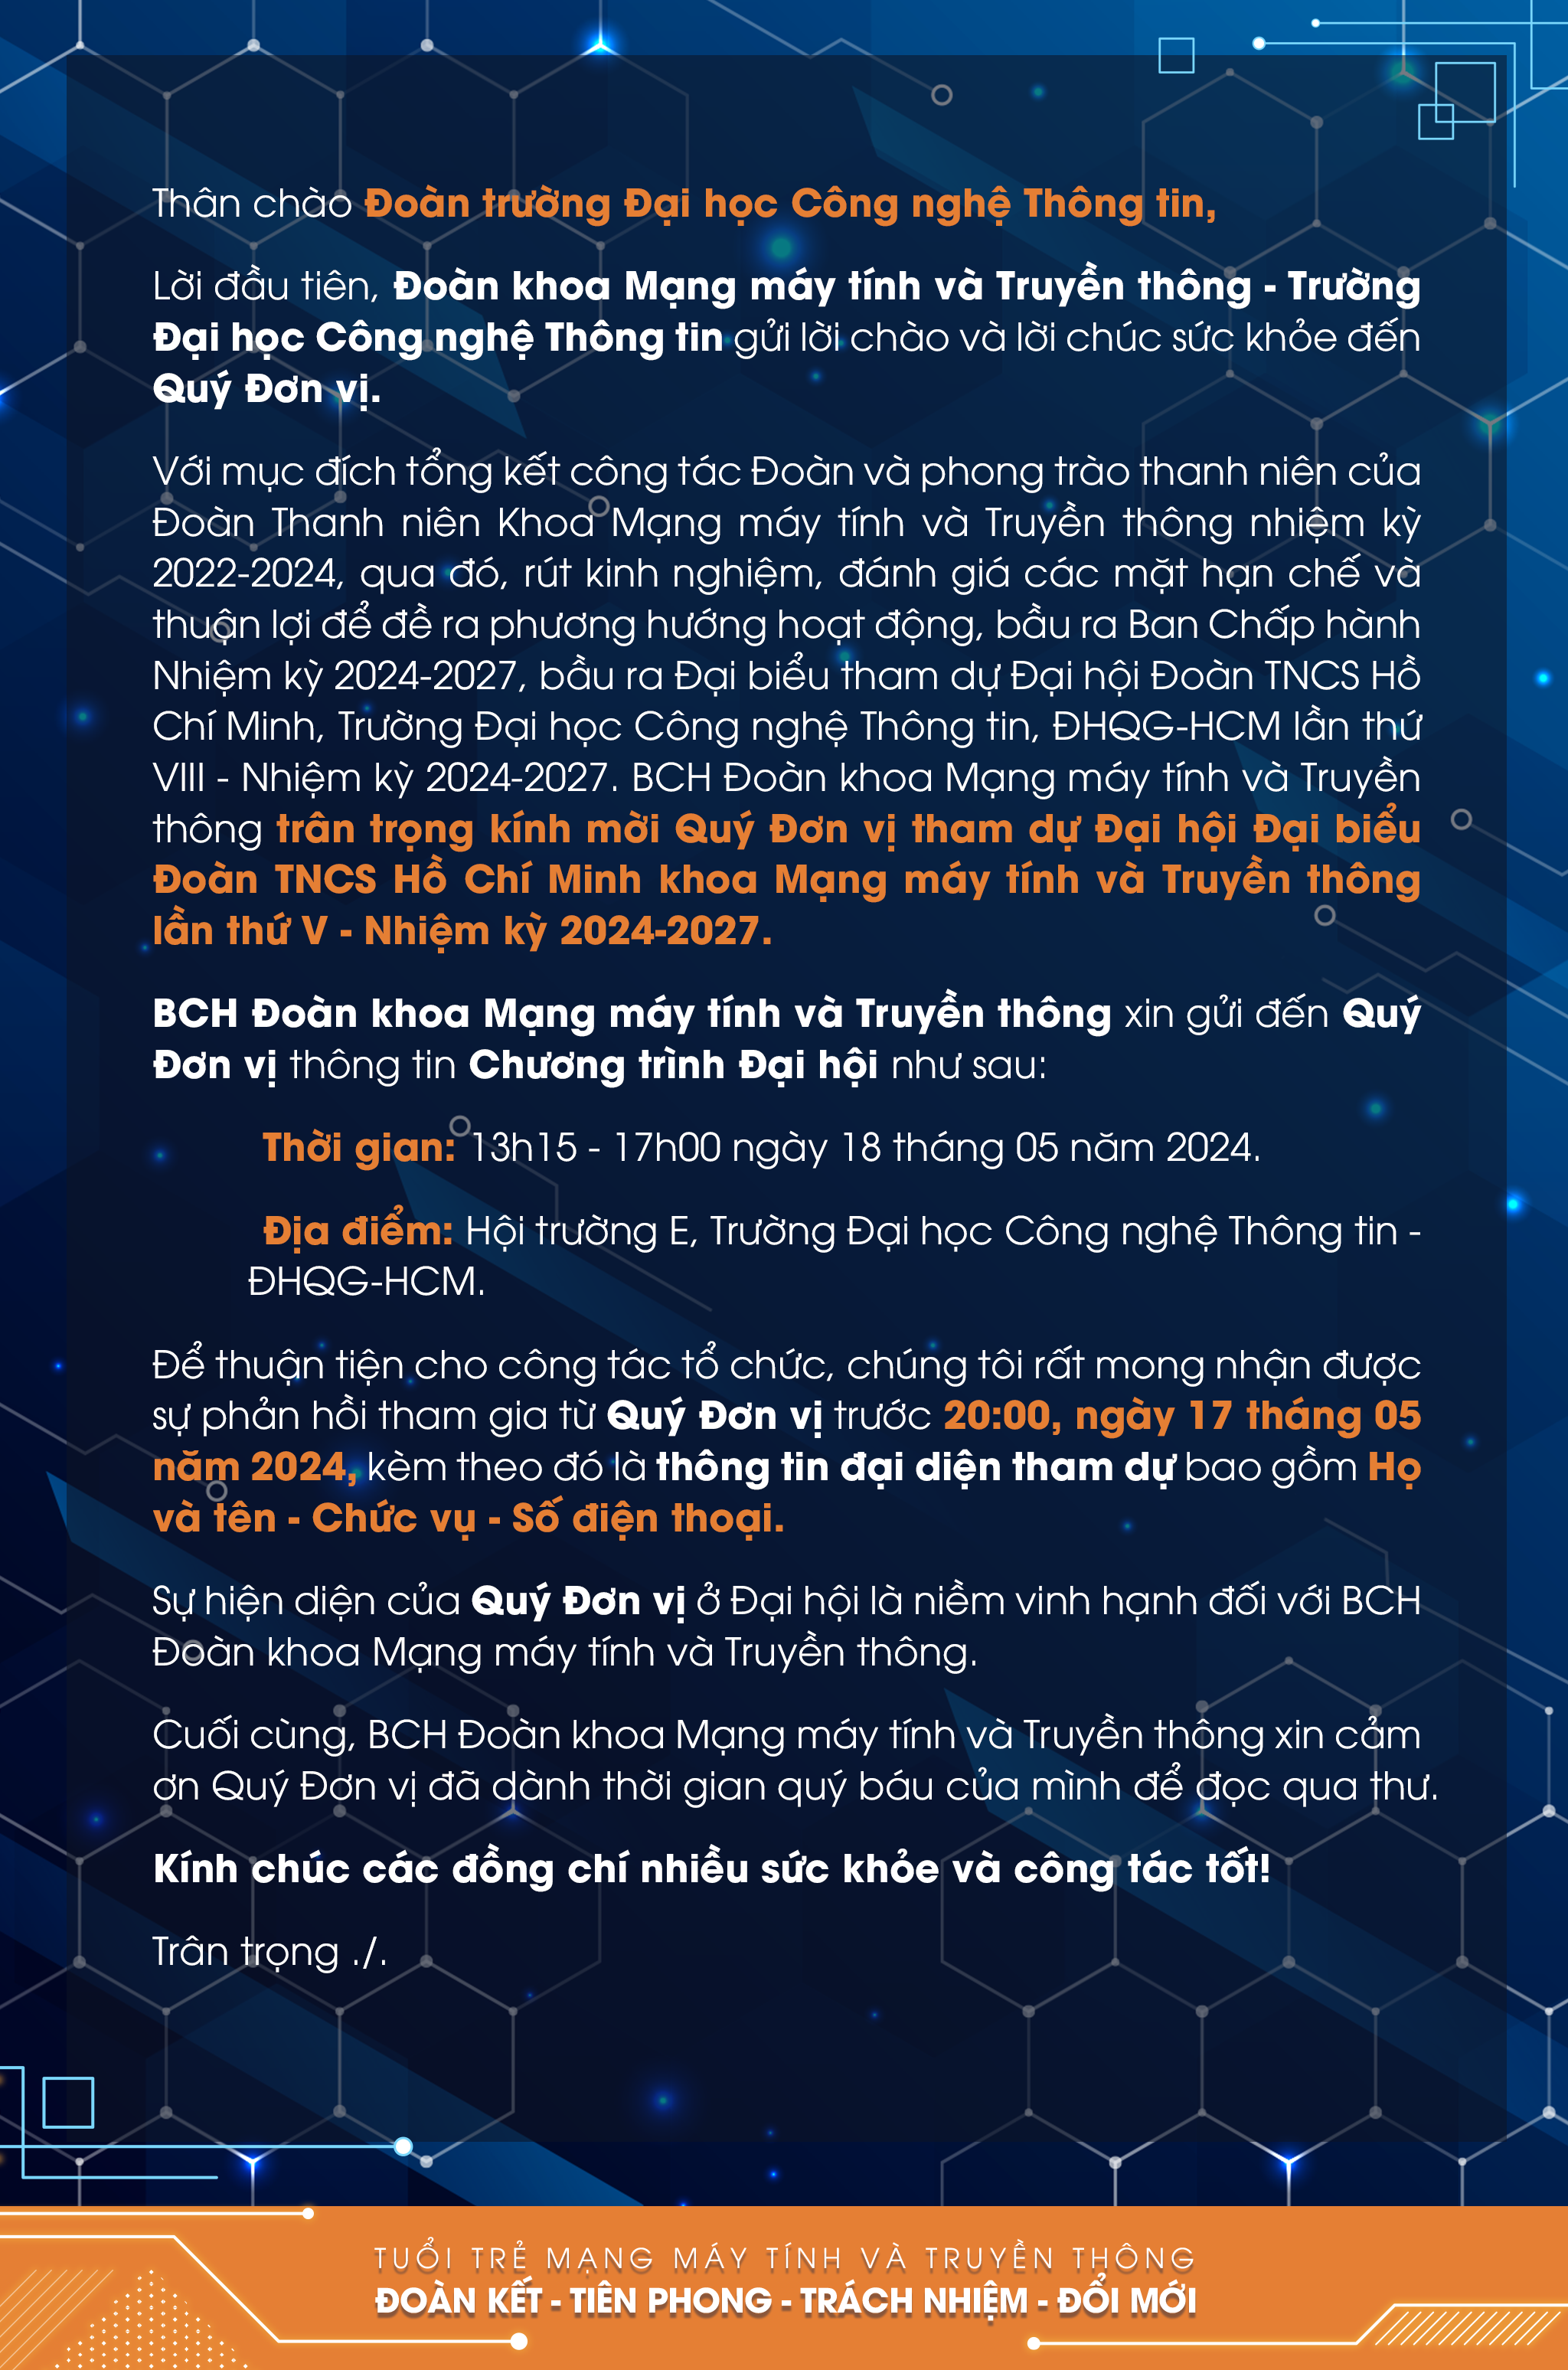 Thân chào Đoàn trường Đại học Công nghệ Thông tin,
Lời đầu tiên, Đoàn khoa Mạng máy tính và Truyền thông - Trường
Đại học Công nghệ Thông tin gửi lời chào và lời chúc sức khỏe đến
Quý Đơn vị.
Với mục đích tổng kết công tác Đoàn và phong trào thanh niên của
Đoàn Thanh niên Khoa Mạng máy tính và Truyền thông nhiệm kỳ
2022-2024, qua đó, rút kinh nghiệm, đánh giá các mặt hạn chế và
thuận lợi để đề ra phương hướng hoạt động, bầu ra Ban Chấp hành
Nhiệm kỳ 2024-2027, bầu ra Đại biểu tham dự Đại hội Đoàn TNCS Hồ
Chí Minh, Trường Đại học Công nghệ Thông tin, ĐHQG-HCM lần thứ
VIII - Nhiệm kỳ 2024-2027. BCH Đoàn khoa Mạng máy tính và Truyền
thông trân trọng kính mời Quý Đơn vị tham dự Đại hội Đại biểu
Đoàn TNCS Hồ Chí Minh khoa Mạng máy tính và Truyền thông
lần thứ V - Nhiệm kỳ 2024-2027.
BCH Đoàn khoa Mạng máy tính và Truyền thông xin gửi đến Quý
Đơn vị thông tin Chương trình Đại hội như sau:
Thời gian: 13h15 - 17h00 ngày 18 tháng 05 năm 2024.
Địa điểm: Hội trường E, Trường Đại học Công nghệ Thông tin -
ĐHQG-HCM.
Để thuận tiện cho công tác tổ chức, chúng tôi rất mong nhận được
sự phản hồi tham gia từ Quý Đơn vị trước 20:00, ngày 17 tháng 05
năm 2024, kèm theo đó là thông tin đại diện tham dự bao gồm Họ
và tên - Chức vụ - Số điện thoại.
Sự hiện diện của Quý Đơn vị ở Đại hội là niềm vinh hạnh đối với BCH
Đoàn khoa Mạng máy tính và Truyền thông.
Cuối cùng, BCH Đoàn khoa Mạng máy tính và Truyền thông xin cảm
ơn Quý Đơn vị đã dành thời gian quý báu của mình để đọc qua thư.
Kính chúc các đồng chí nhiều sức khỏe và công tác tốt!
Trân trọng ./.
TUỔI TRẺ MẠNG MÁY TÍNH VÀ TRUYỀN THÔNG
ĐOÀN KẾT - TIÊN PHONG - TRÁCH NHIỆM - ĐỔI MỚI